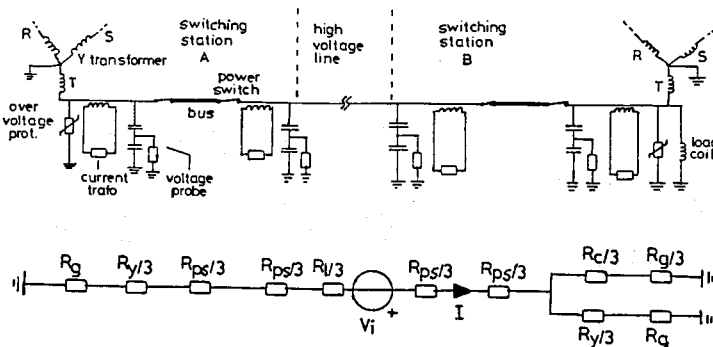 R
S
switching station A
high voltage line
switching station B
R
S
Y transformer
T
power switch
T
over voltage prot.
bus
current trafo
voltage probe
load coil
Rg
Ry/3
Rps/3
Rps/3
Rl/3
Vi
+
Rps/3
I
Rps/3
Rc/3
Rg/3
Ry/3
Rg